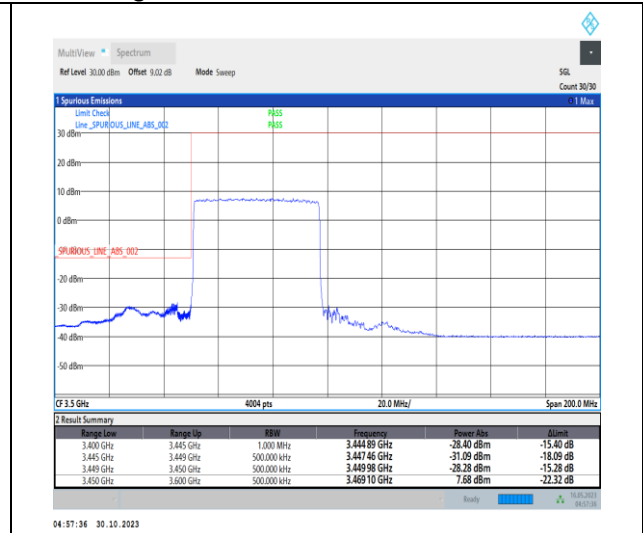 MultiView Spectrum
Ref Level 30.00 dBm Offset 9.02 dB Mode Sweep SGL
Count 30/30
1 Spurious Emissions 1 Max
Limit Check PASS
Line _SPURIOUS_LINE_ABS_002 PASS
30 dBm
20 dBm
10 dBm
0 dBm
_SPURIOUS_LINE_ABS_002
-20 dBm
-30 dBm
-40 dBm
-50 dBm
CF 3.5 GHz 4004 pts 20.0 MHz/ Span 200.0 MHz
2 Result Summary
Range Low Range Up RBW Frequency Power Abs ΔLimit
3.400 GHz 3.445 GHz 1.000 MHz 3.444 89 GHz -28.40 dBm -15.40 dB
3.445 GHz 3.449 GHz 500.000 kHz 3.447 46 GHz -31.09 dBm -18.09 dB
3.449 GHz 3.450 GHz 500.000 kHz 3.449 98 GHz -28.28 dBm -15.28 dB
3.450 GHz 3.600 GHz 500.000 kHz 3.469 10 GHz 7.68 dBm -22.32 dB
Ready 16.05.2023
04:57:36 30.10.2023